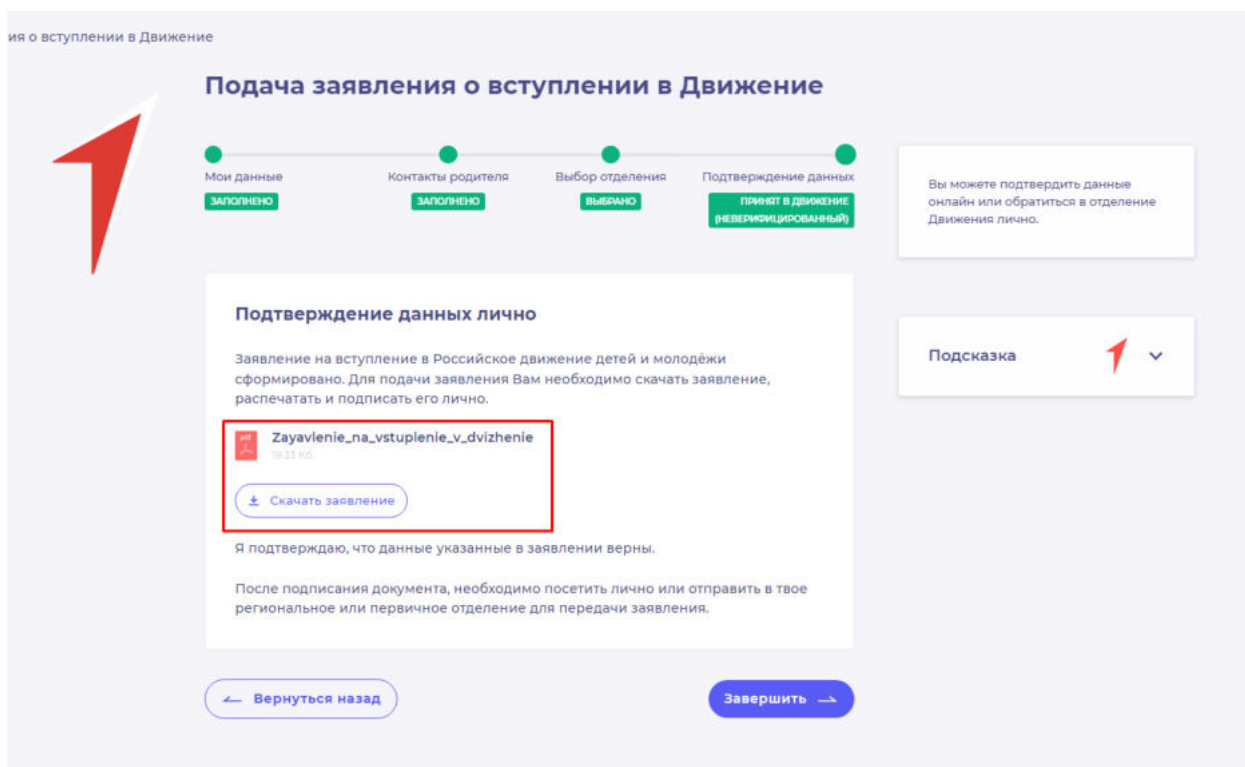 ия о вступлении в Движение
Подача заявления о вступлении в Движение
Мои данные
ЗАПОЛНЕНО
Контакты родителя
ЗАПОЛНЕНО
Выбор отделения
ВЫБРАНО
Подтверждение данных
ПРИНЯТ В ДВИЖЕНИЕ
(НЕВЕРИФИЦИРОВАННЫЙ)
Вы можете подтвердить данные
онлайн или обратиться в отделение
Движения лично.
Подсказка
Подтверждение данных лично
Заявление на вступление в Российское движение детей и молодёжи
сформировано. Для подачи заявления Вам необходимо скачать заявление,
распечатать и подписать его лично.
Zayavlenie_na_vstuplenie_v_dvizhenie
19.33 Кб
Скачать заявление
Я подтверждаю, что данные указанные в заявлении верны.
После подписания документа, необходимо посетить лично или отправить в твое
региональное или первичное отделение для передачи заявления.
Вернуться назад
Завершить